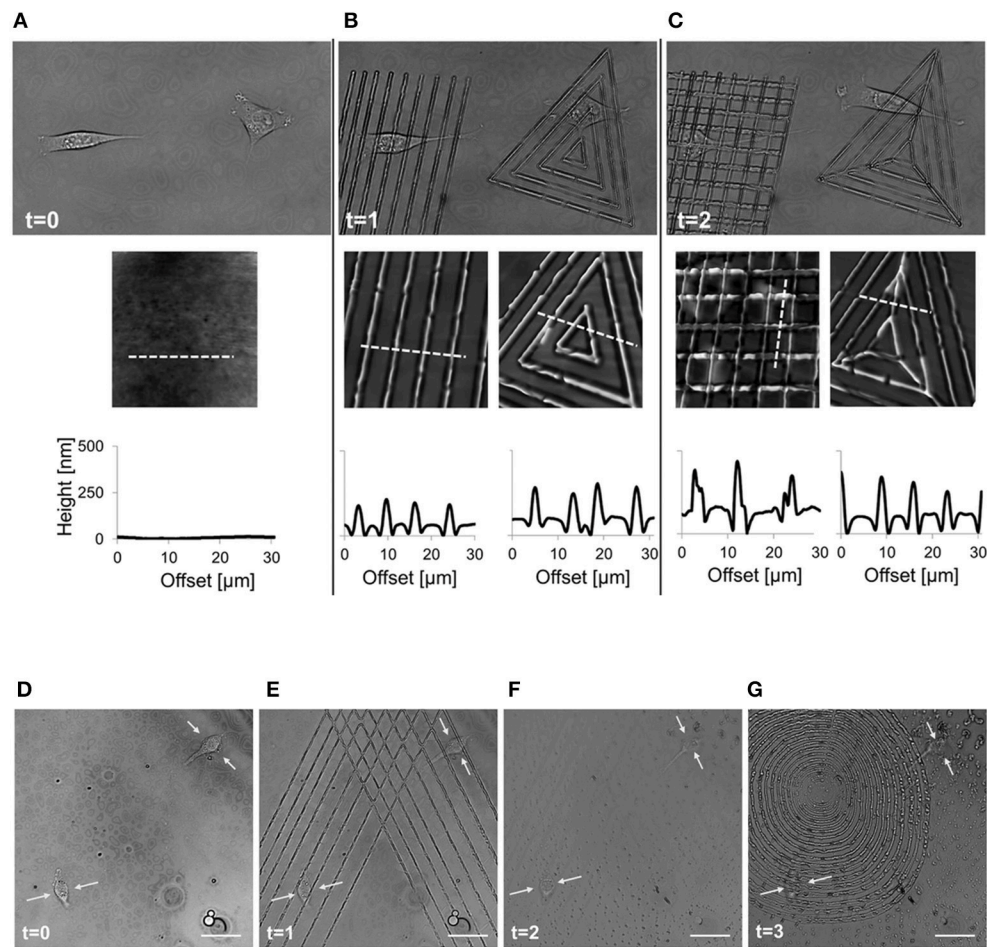 A
B
C
t=0
t=1
t=2
Height [nm]
500
250
0
0 10 20 30
Offset [µm]
0 10 20 30
Offset [µm]
0 10 20 30
Offset [µm]
0 10 20 30
Offset [µm]
0 10 20 30
Offset [µm]
D
E
F
G
t=0
t=1
t=2
t=3